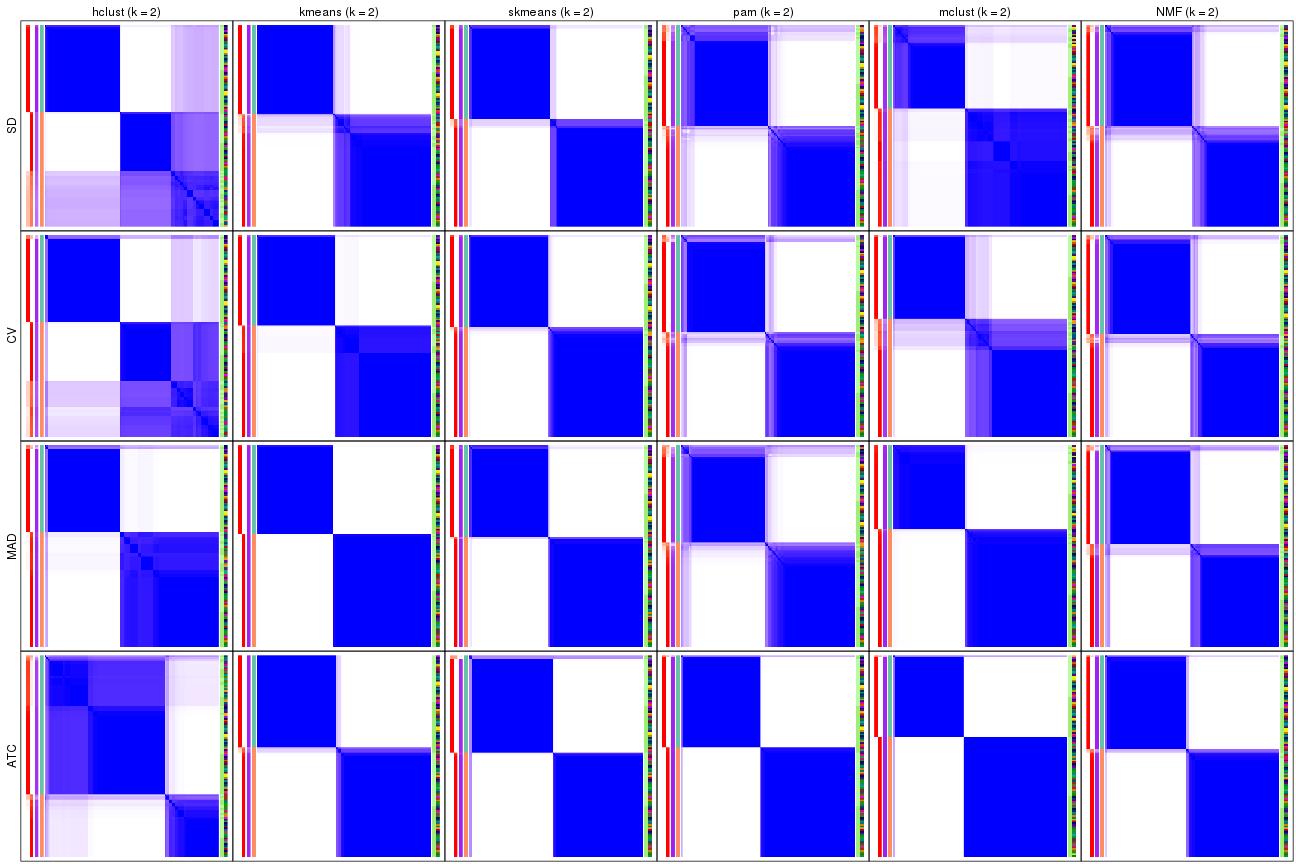 hclust (k = 2) kmeans (k = 2) skmeans (k = 2) pam (k = 2) mclust (k = 2) NMF (k = 2)
SD
CV
MAD
ATC